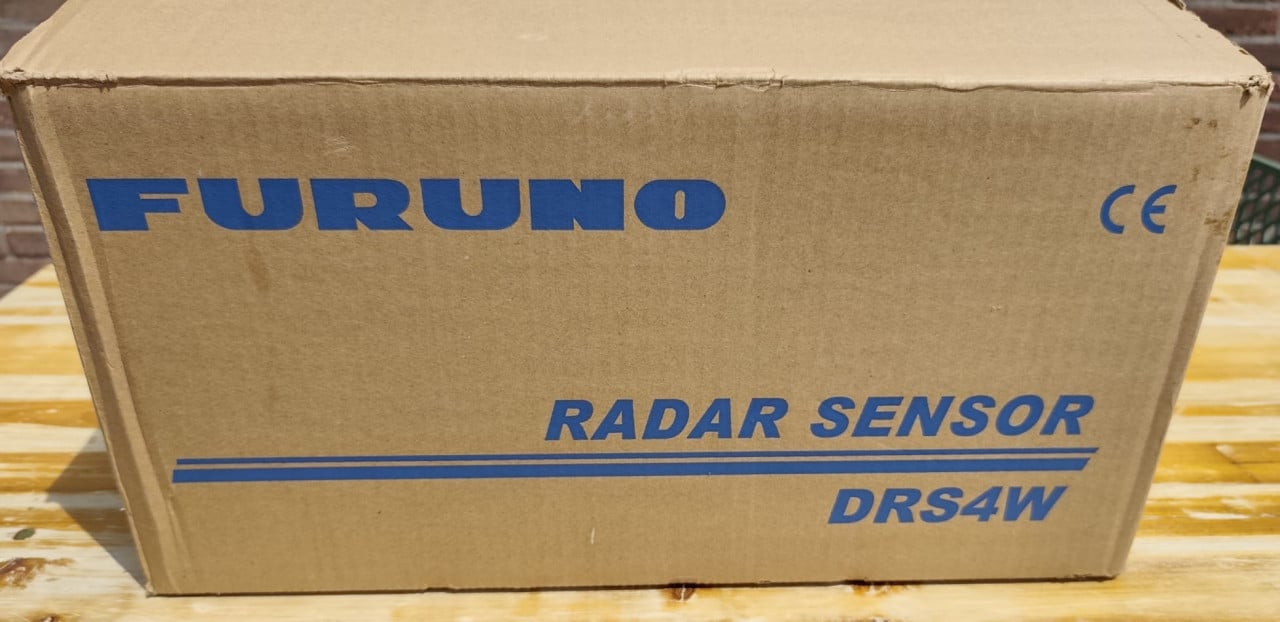 FURUNO
CE
RADAR SENSOR
DRS4W